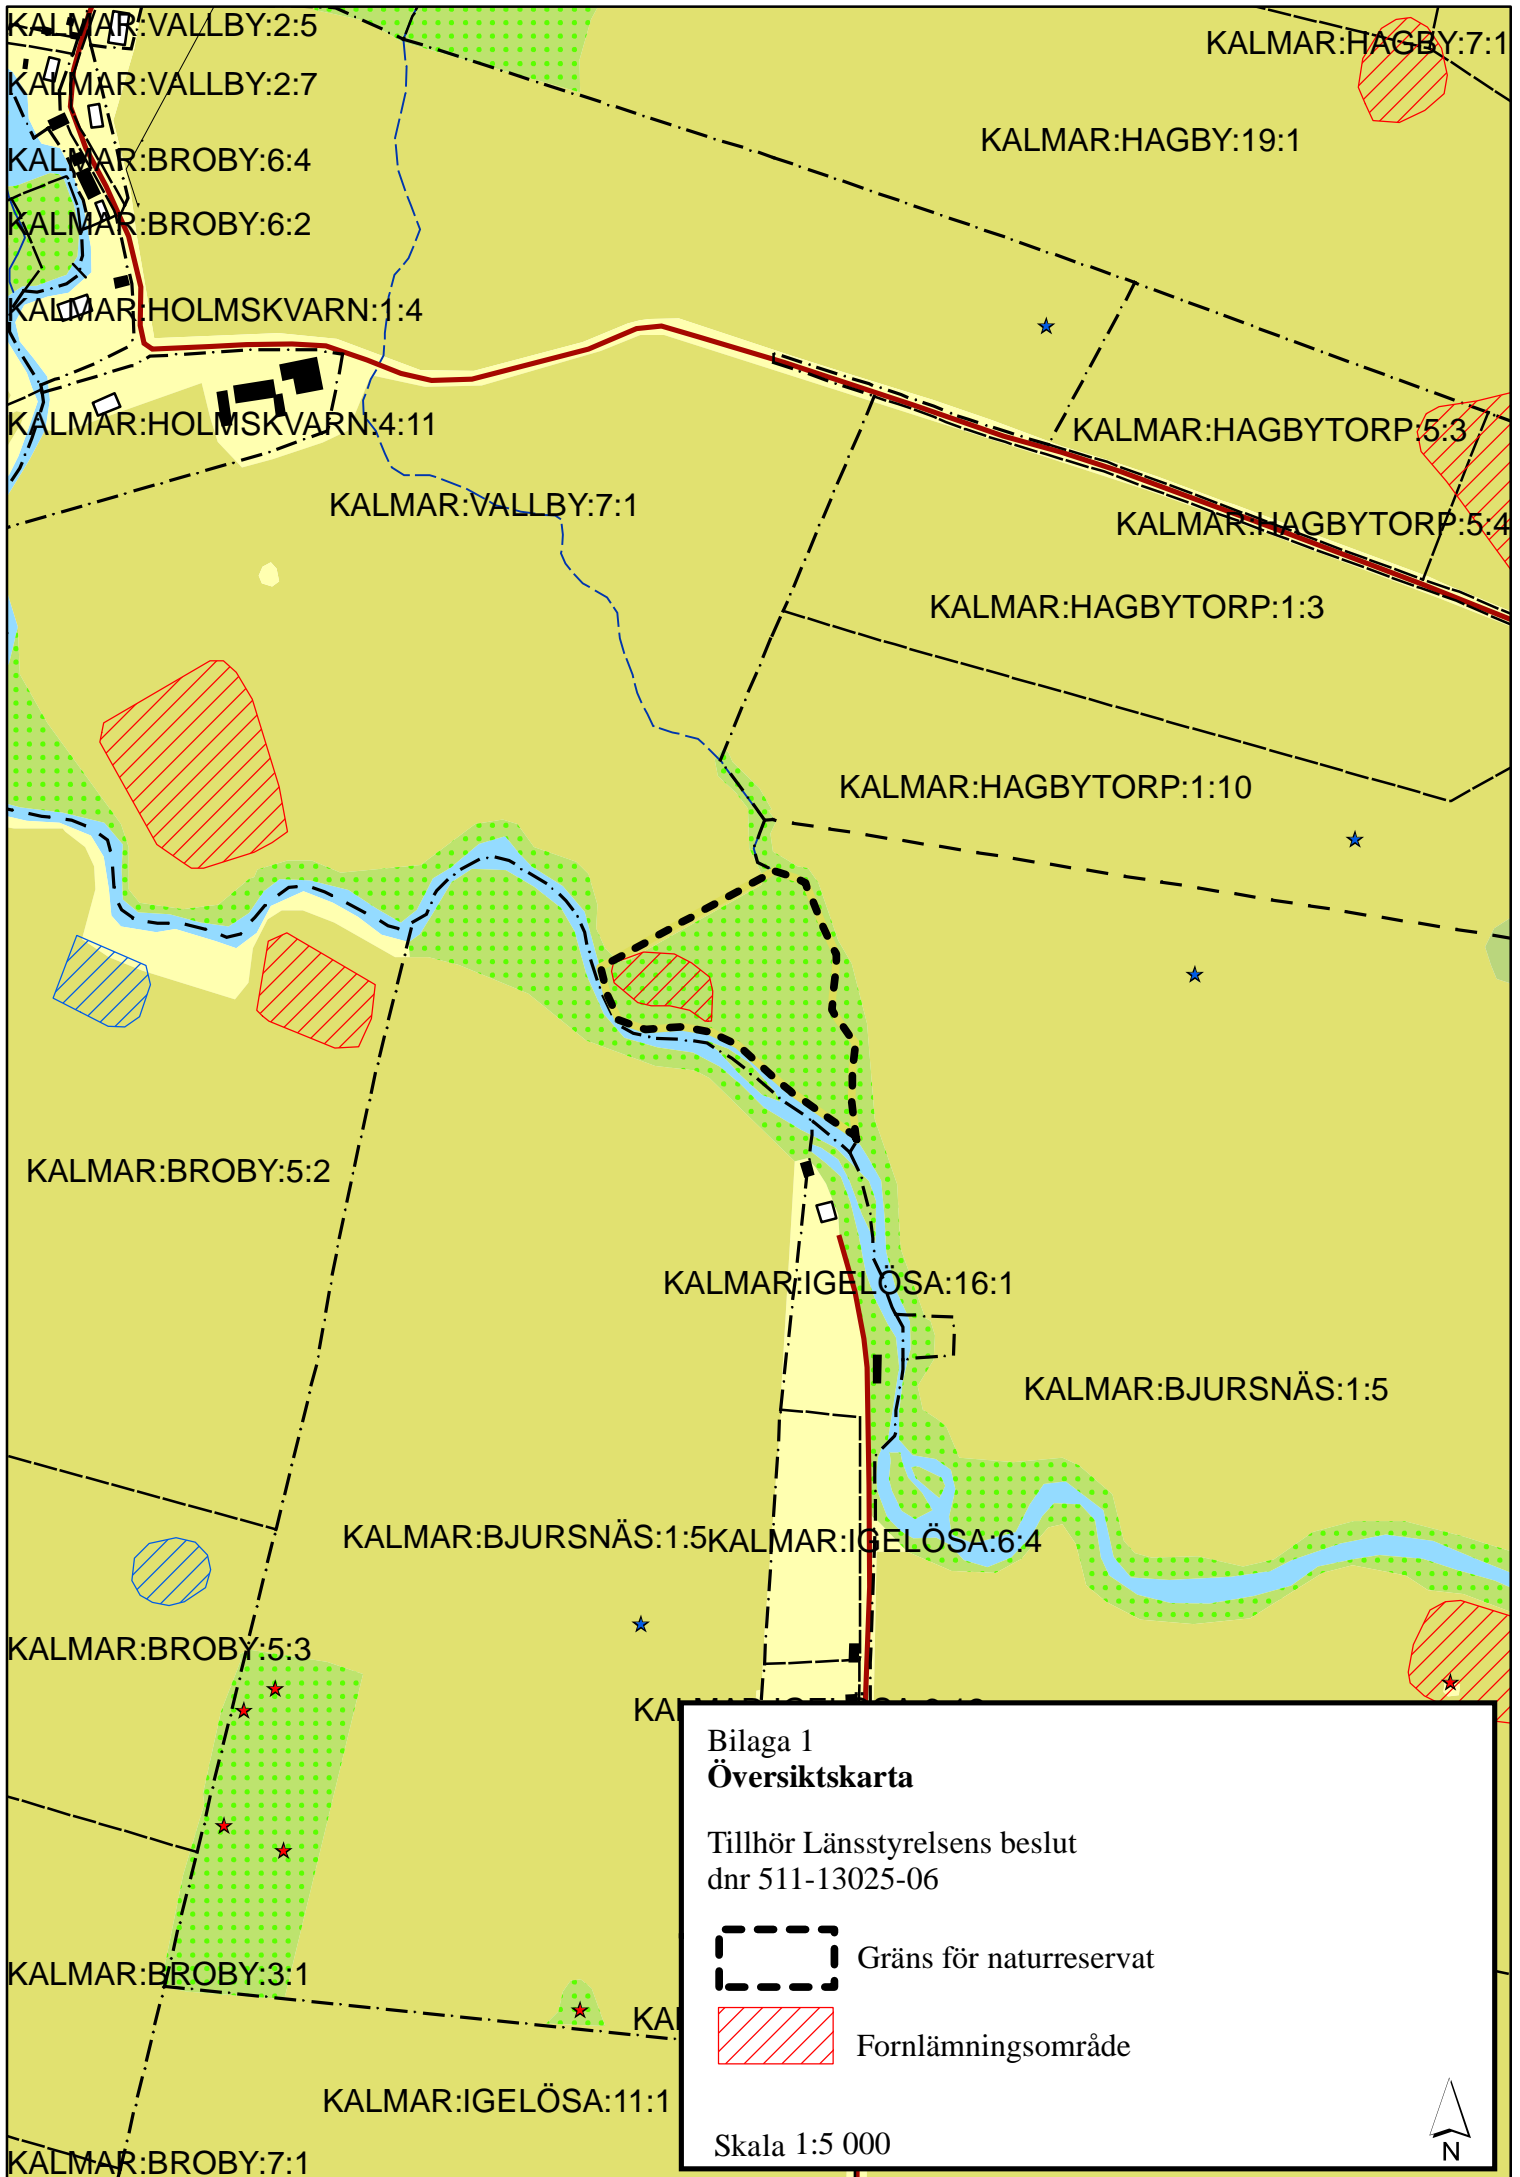 KALMAR:VALLBY:2:5
KALMAR:HAGBY:7:1
KALMAR:VALLBY:2:7
KALMAR:HAGBY:19:1
KALMAR:BROBY:6:4
KALMAR:BROBY:6:2
KALMAR:HOLMSKVARN:1:4
KALMAR:HOLMSKVARN:4:11
KALMAR:HAGBYTORP:5:3
KALMAR:VALLBY:7:1
KALMAR:HAGBYTORP:5:4
KALMAR:HAGBYTORP:1:3
KALMAR:HAGBYTORP:1:10
KALMAR:BROBY:5:2
KALMAR:IGELÖSA:16:1
KALMAR:BJURSNÄS:1:5
KALMAR:BJURSNÄS:1:5
KALMAR:IGELÖSA:6:4
KALMAR:BROBY:5:3
KALMAR:BROBY:3:1
KALMAR:IGELÖSA:11:1
KALMAR:BROBY:7:1
Bilaga 1
Översiktskarta
Tillhör Länsstyrelsens beslut
dnr 511-13025-06
Gräns för naturreservat
Fornlämningsområde
Skala 1:5 000
N